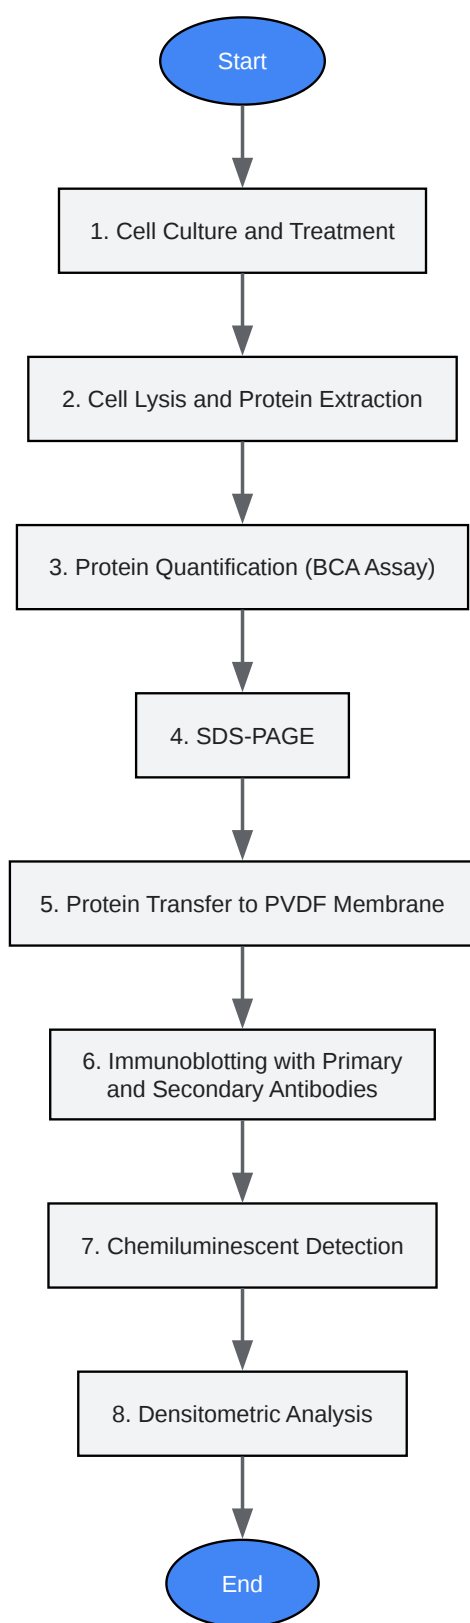 Start
1. Cell Culture and Treatment
2. Cell Lysis and Protein Extraction
3. Protein Quantification (BCA Assay)
4. SDS-PAGE
5. Protein Transfer to PVDF Membrane
6. Immunoblotting with Primary
and Secondary Antibodies
7. Chemiluminescent Detection
8. Densitometric Analysis
End